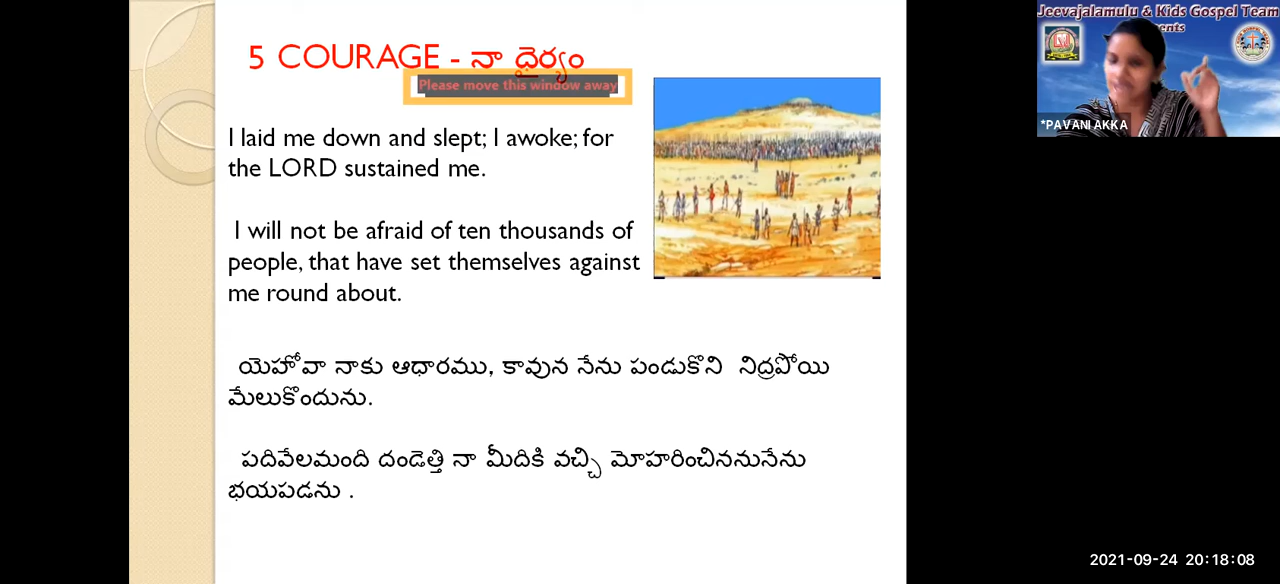 5 COURAGE - నా ధైర్యం
Please move this window away
I laid me down and slept; I awoke; for
the LORD sustained me.
I will not be afraid of ten thousands of
people, that have set themselves against
me round about.
యెహోవా నాకు ఆధారము, కావున నేను పండుకొని నిద్రపోయి
మేలుకొందును.
పదివేలమంది దండెత్తి నా మీదికి వచ్చి మోహరించిననునేను
భయపడను .
Jeevajalamulu & Kids Gospel Team
*PAVANI AKKA
2021-09-24 20:18:08